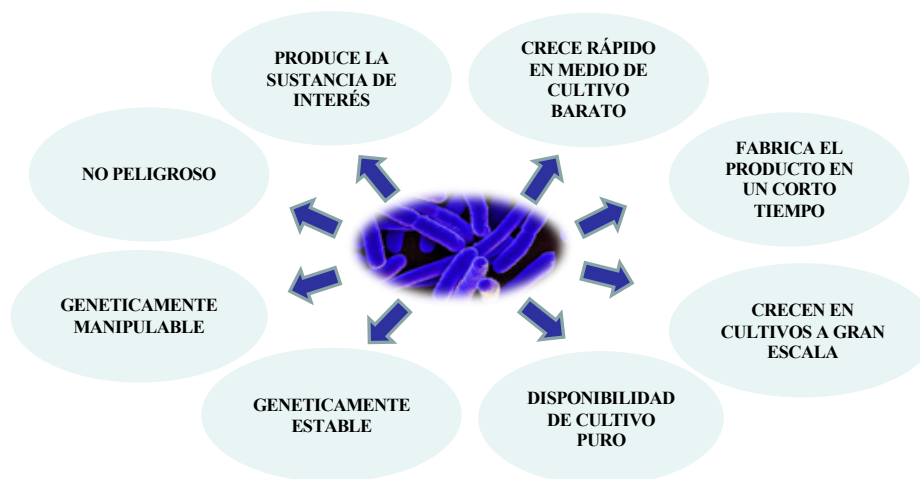 PRODUCE LA
SUSTANCIA DE
INTERÉS
CRECE RÁPIDO
EN MEDIO DE
CULTIVO
BARATO
NO PELIGROSO
FABRICA EL
PRODUCTO EN
UN CORTO
TIEMPO
GENETICAMENTE
MANIPULABLE
CRECEN EN
CULTIVOS A GRAN
ESCALA
GENETICAMENTE
ESTABLE
DISPONIBILIDAD
DE CULTIVO
PURO